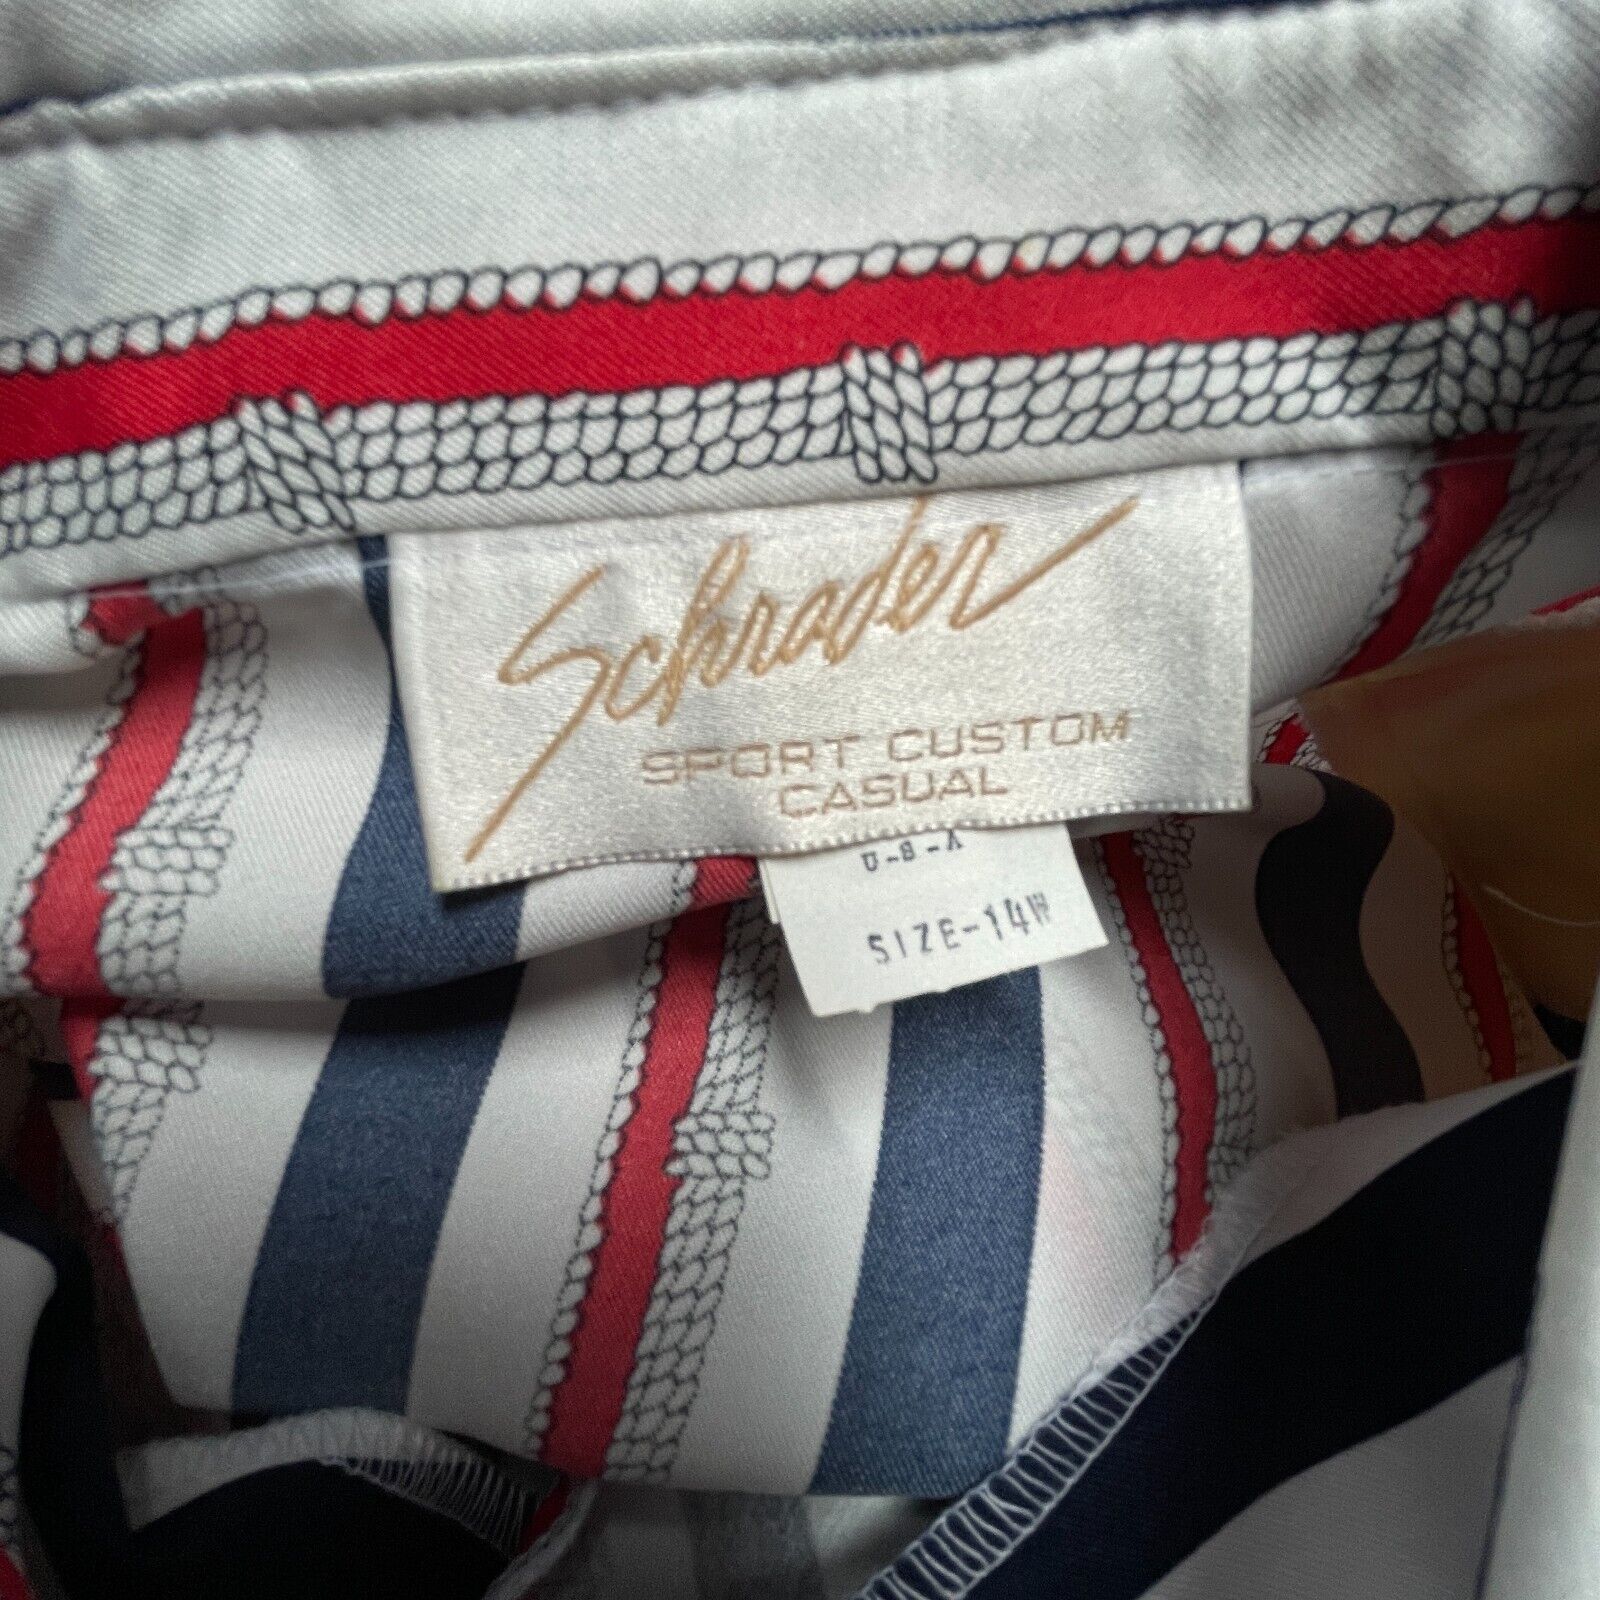 Schrader
SPORT CUSTOM
CASUAL
U-S-A
SIZE-14W